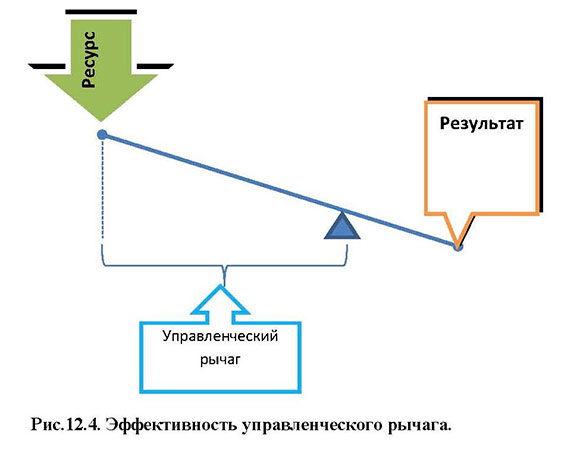 Ресурс
Результат
Управленческий
рычаг
Рис.12.4. Эффективность управленческого рычага.